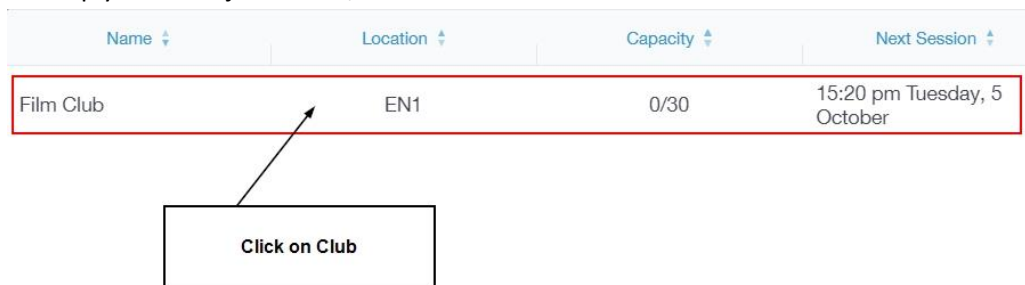 Name Location Capacity Next Session
Film Club EN1 0/30 15:20 pm Tuesday, 5
October
Click on Club